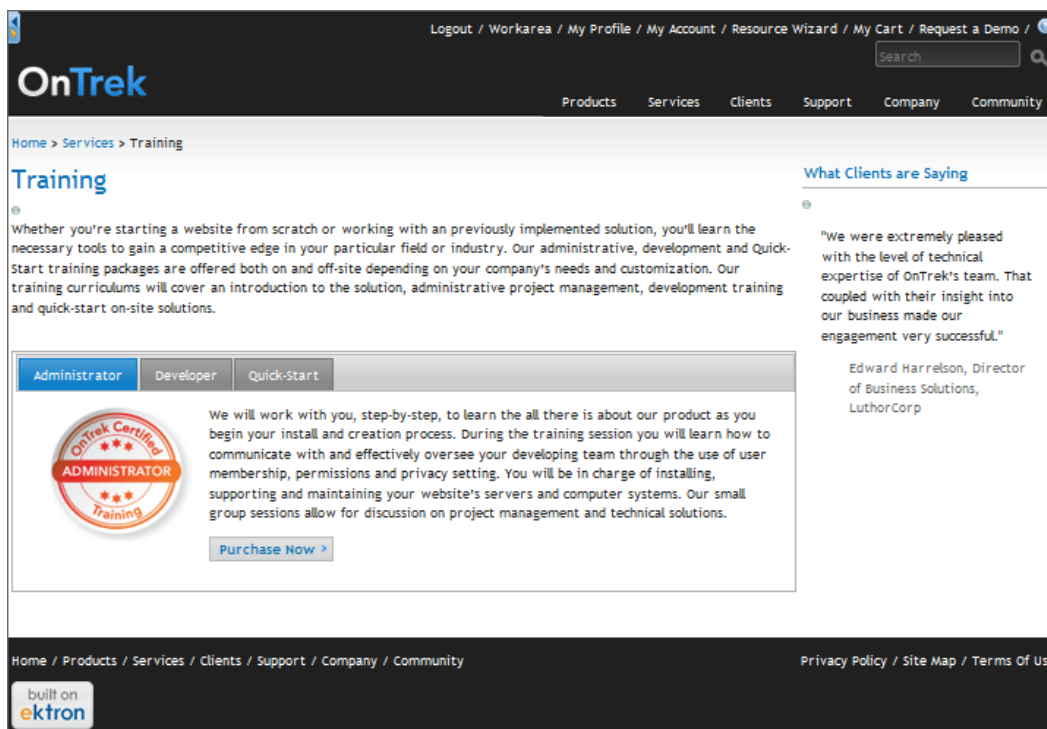 Logout / Workarea / My Profile / My Account / Resource Wizard / My Cart / Request a Demo /
Search
OnTrek
Products Services Clients Support Company Community
Home > Services > Training
Training
Whether you're starting a website from scratch or working with an previously implemented solution, you'll learn the
necessary tools to gain a competitive edge in your particular field or industry. Our administrative, development and Quick-
Start training packages are offered both on and off-site depending on your company's needs and customization. Our
training curriculums will cover an introduction to the solution, administrative project management, development training
and quick-start on-site solutions.
What Clients are Saying
"We were extremely pleased
with the level of technical
expertise of OnTrek's team. That
coupled with their insight into
our business made our
engagement very successful."
Edward Harrelson, Director
of Business Solutions,
LuthorCorp
Administrator Developer Quick-Start
OnTrek Certified
ADMINISTRATOR
Training
We will work with you, step-by-step, to learn the all there is about our product as you
begin your install and creation process. During the training session you will learn how to
communicate with and effectively oversee your developing team through the use of user
membership, permissions and privacy setting. You will be in charge of installing,
supporting and maintaining your website's servers and computer systems. Our small
group sessions allow for discussion on project management and technical solutions.
Purchase Now >
Home / Products / Services / Clients / Support / Company / Community
Privacy Policy / Site Map / Terms Of Us
built on
ektron